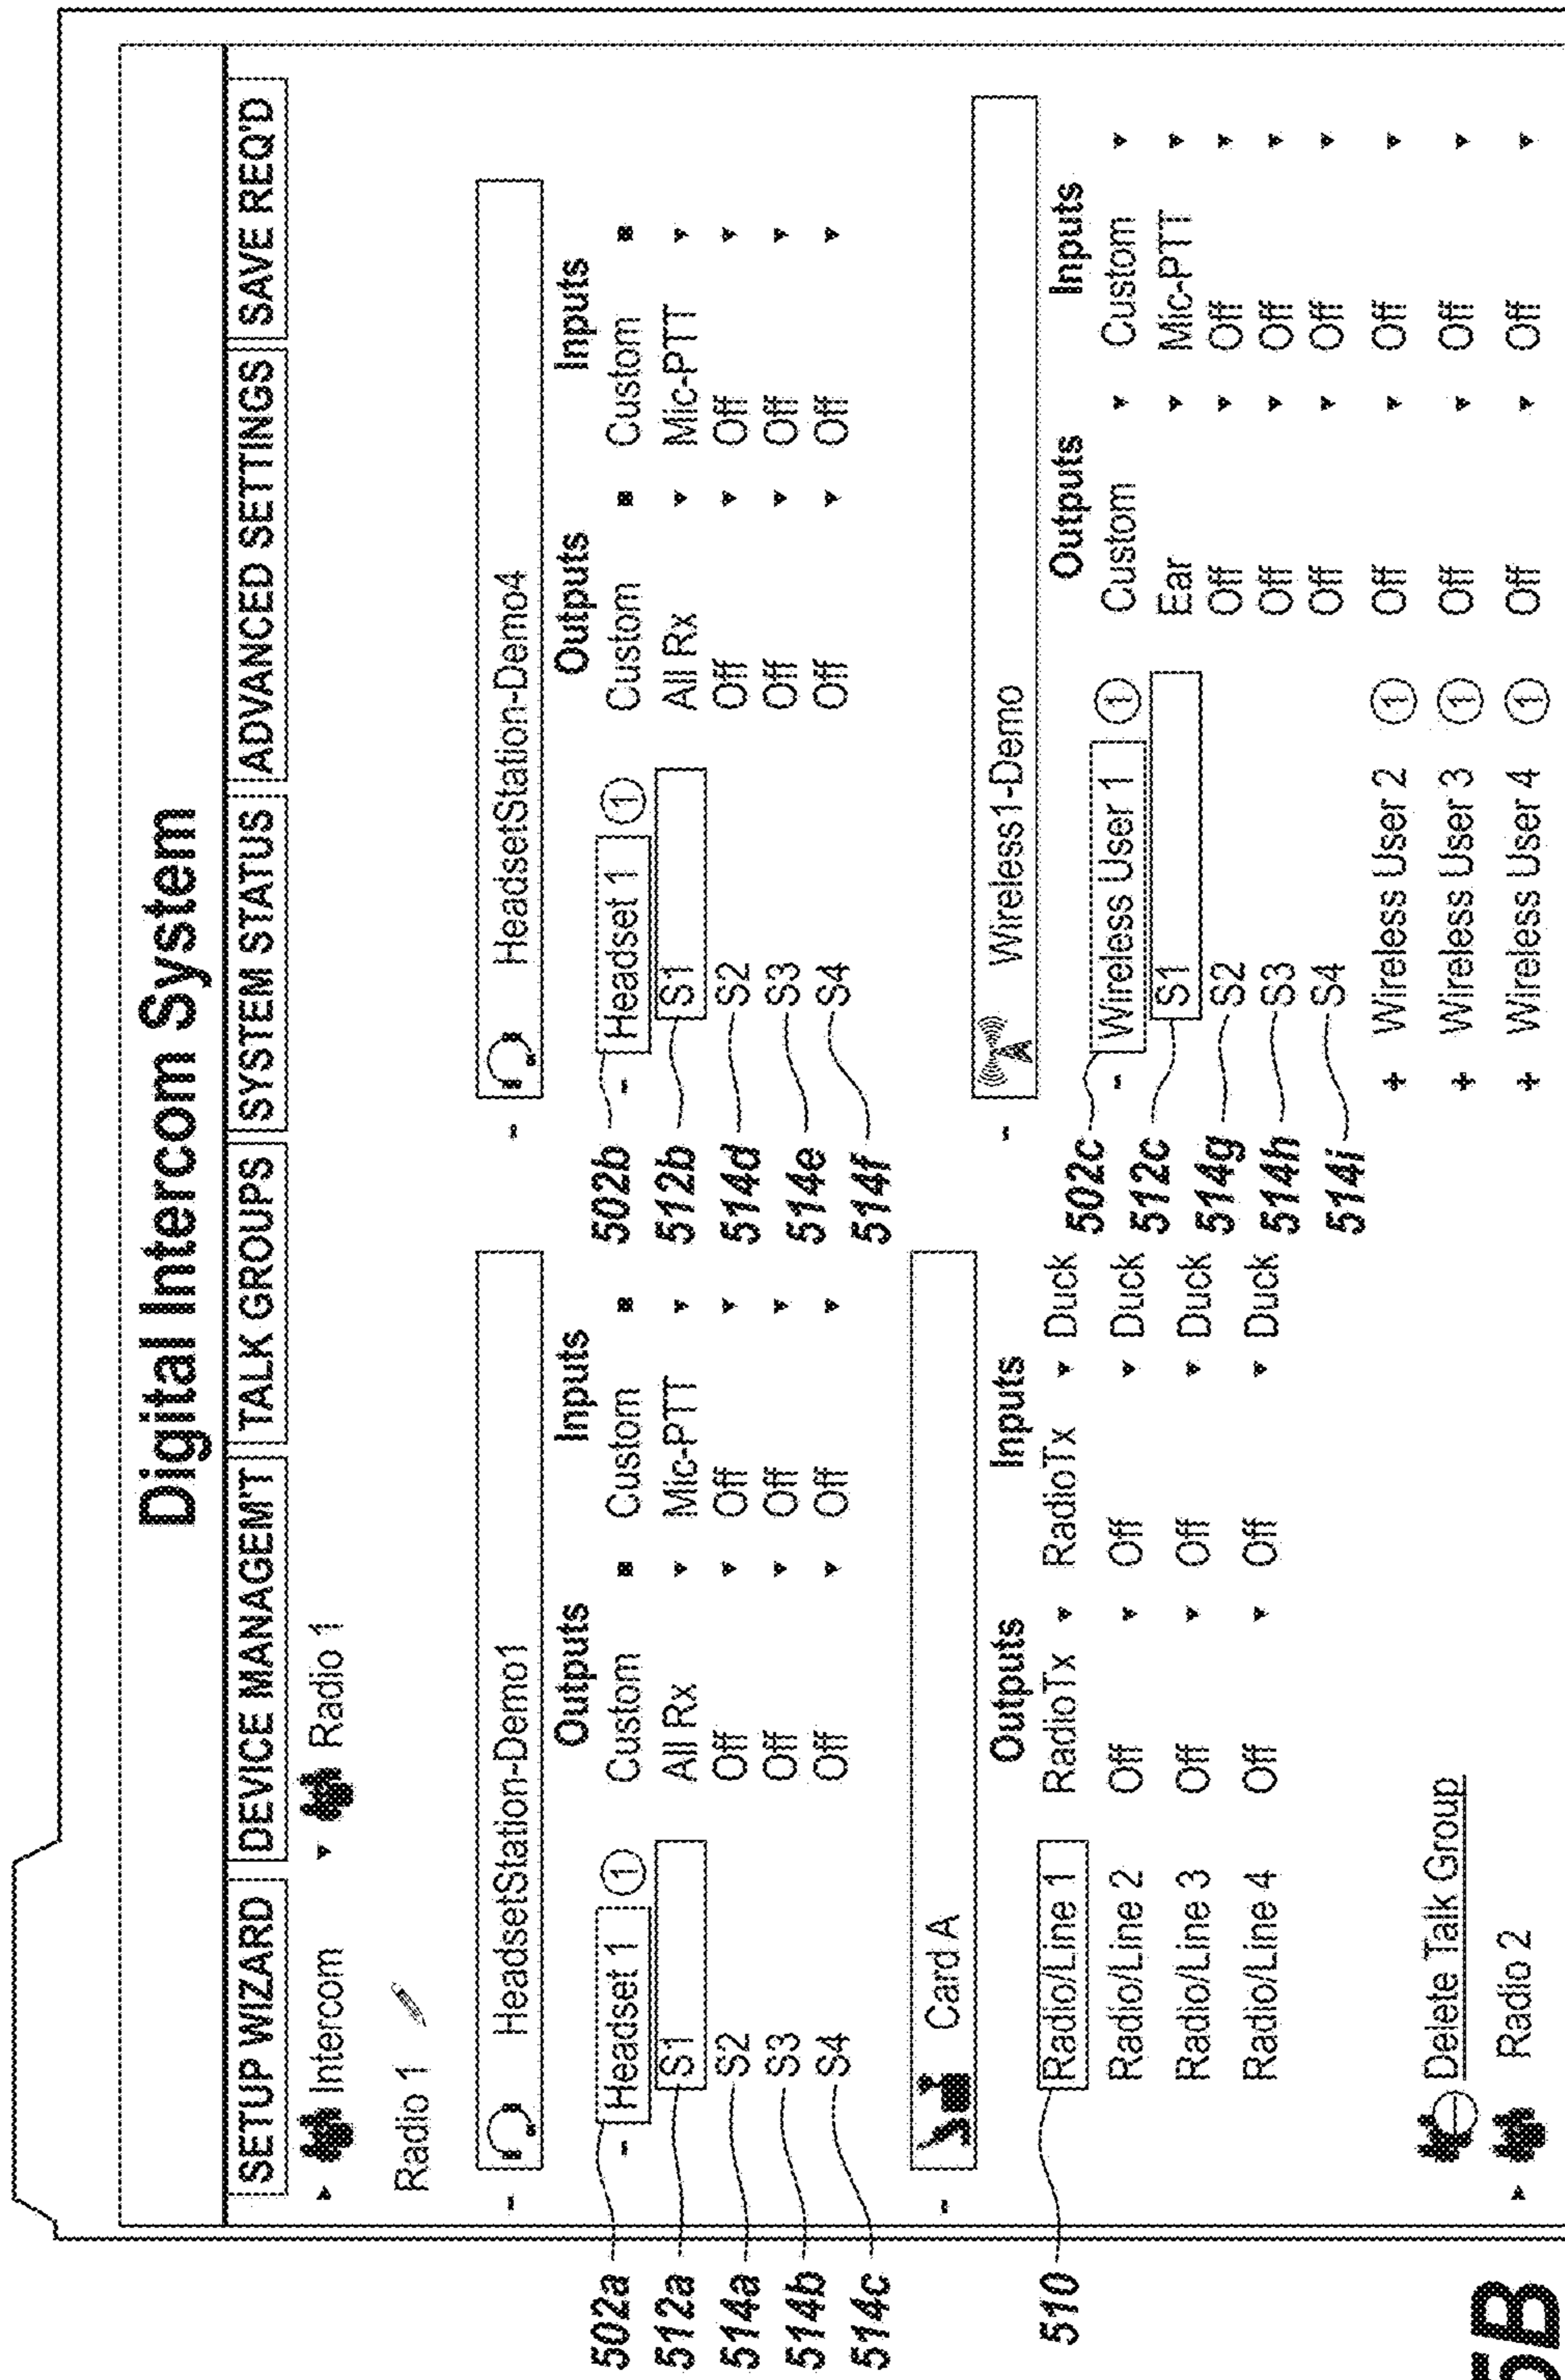 Digital Intercom System
SETUP WIZARD DEVICE MANAGEM'T TALK GROUPS SYSTEM STATUS ADVANCED SETTINGS SAVE REQ'D
Intercom Radio 1
Radio 1
HeadsetStation-Demo1
Outputs Inputs
502a Headset 1 1 Custom Custom
512a S1 All Rx Mic-PTT
514a S2 Off Off
514b S3 Off Off
514c S4 Off Off
HeadsetStation-Demo4
Outputs Inputs
502b Headset 1 1 Custom Custom
512b S1 All Rx Mic-PTT
514d S2 Off Off
514e S3 Off Off
514f S4 Off Off
Card A
Outputs Inputs
510 Radio/Line 1 RadioTx RadioTx Duck
Radio/Line 2 Off Off Duck
Radio/Line 3 Off Off Duck
Radio/Line 4 Off Off Duck
Wireless1-Demo
Outputs Inputs
502c Wireless User 1 1 Custom Custom
512c S1 Ear Mic-PTT
514g S2 Off Off
514h S3 Off Off
514i S4 Off Off
+ Wireless User 2 1 Off Off
+ Wireless User 3 1 Off Off
+ Wireless User 4 1 Off Off
Delete Talk Group
Radio 2
5B